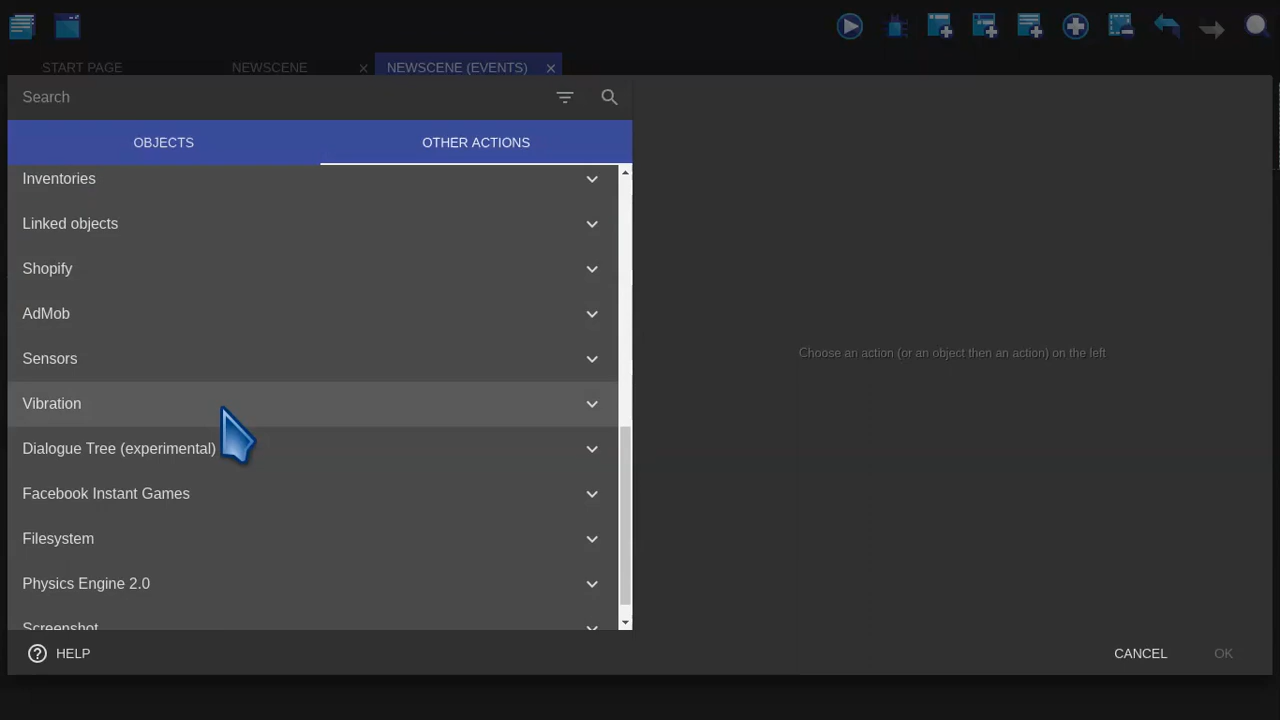 START PAGE
NEWSCENE
NEWSCENE (EVENTS)
Search
OBJECTS
OTHER ACTIONS
Inventories
Linked objects
Shopify
AdMob
Sensors
Vibration
Dialogue Tree (experimental)
Facebook Instant Games
Filesystem
Physics Engine 2.0
Screenshot
Choose an action (or an object then an action) on the left
HELP
CANCEL
OK